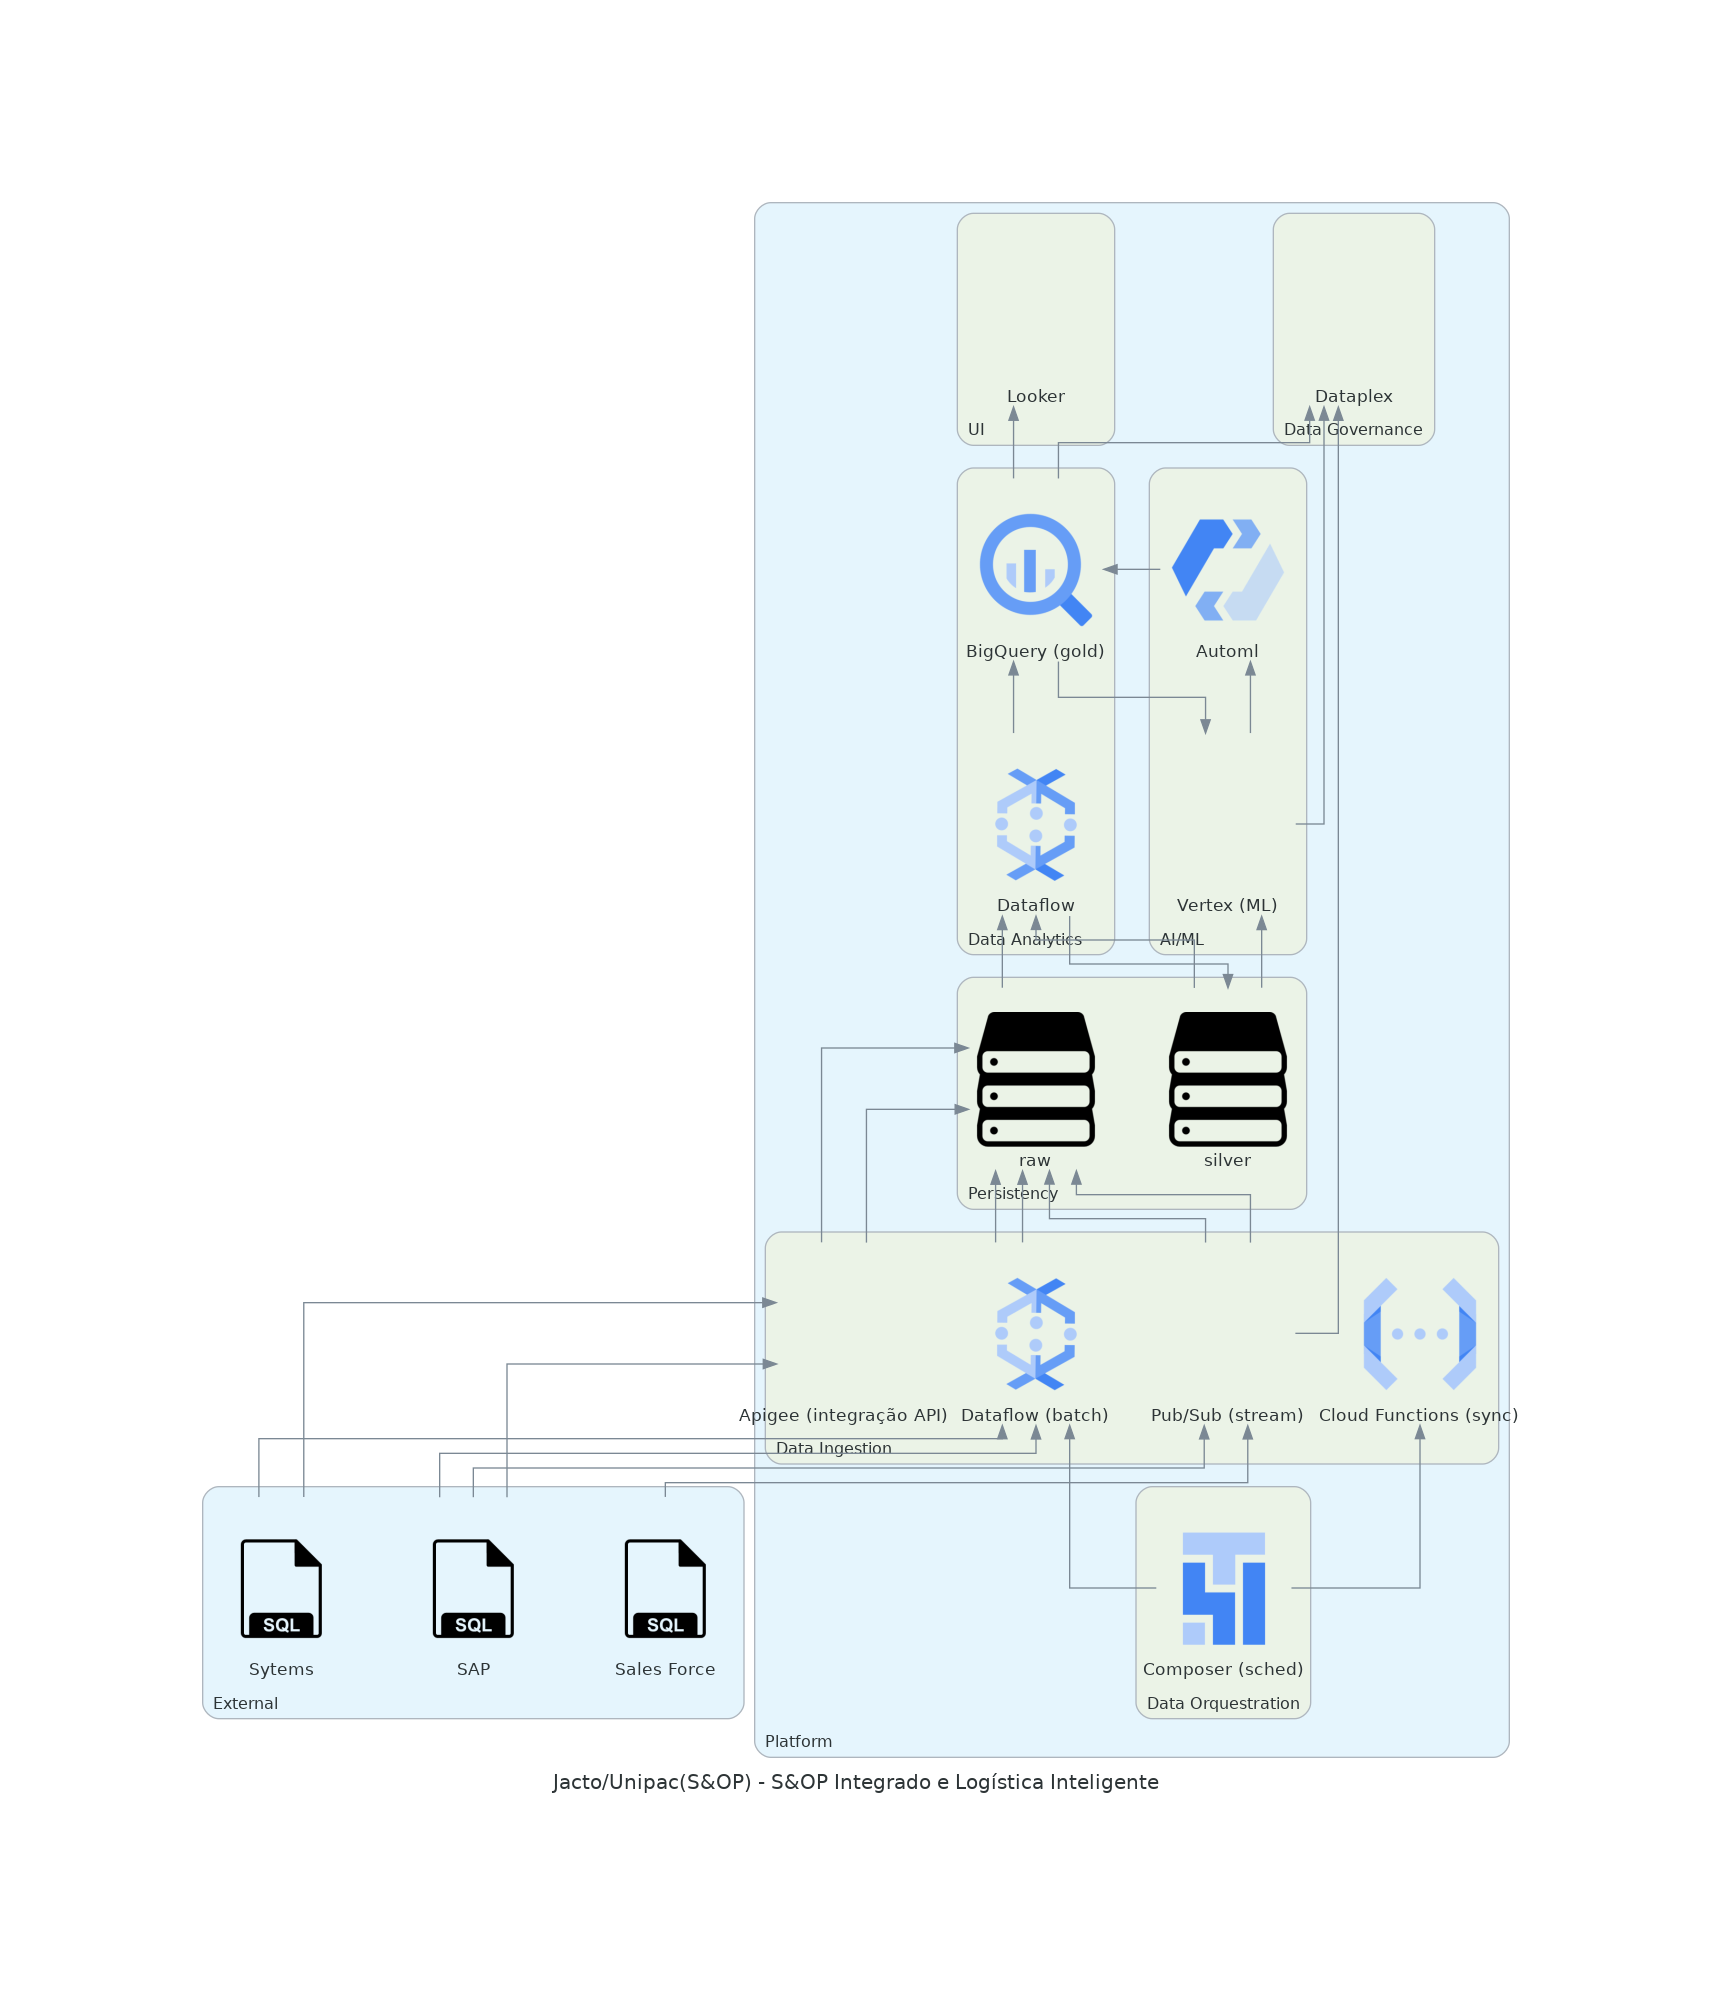 Looker
Dataplex
UI
Data Governance
BigQuery (gold)
Automl
Dataflow
Vertex (ML)
Data Analytics
AI/ML
raw
silver
Persistency
Apigee (integração API)
Dataflow (batch)
Pub/Sub (stream)
Cloud Functions (sync)
Data Ingestion
SQL
SQL
SQL
Sytems
SAP
Sales Force
Composer (sched)
External
Data Orquestration
Platform
Jacto/Unipac(S&OP) - S&OP Integrado e Logística Inteligente